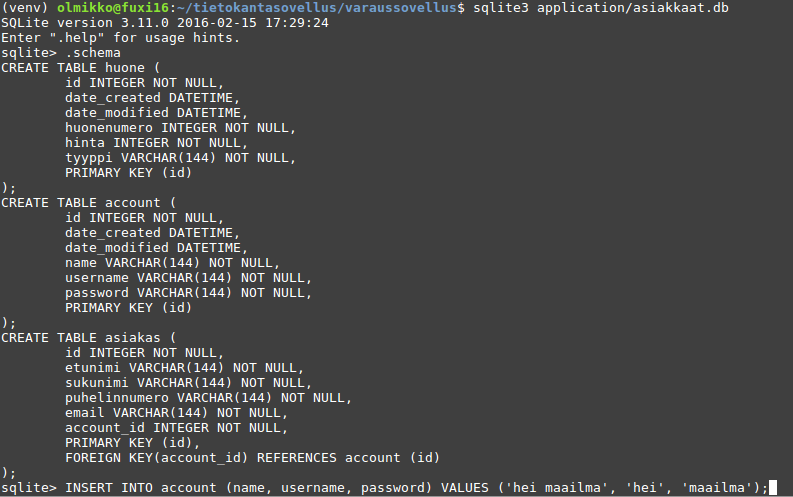 (venv) olmikko@fuxi16:~/tietokantasovellus/varaussovellus$ sqlite3 application/asiakkaat.db
SQLite version 3.11.0 2016-02-15 17:29:24
Enter ".help" for usage hints.
sqlite> .schema
CREATE TABLE huone (
        id INTEGER NOT NULL,
        date_created DATETIME,
        date_modified DATETIME,
        huonenumero INTEGER NOT NULL,
        hinta INTEGER NOT NULL,
        tyyppi VARCHAR(144) NOT NULL,
        PRIMARY KEY (id)
);
CREATE TABLE account (
        id INTEGER NOT NULL,
        date_created DATETIME,
        date_modified DATETIME,
        name VARCHAR(144) NOT NULL,
        username VARCHAR(144) NOT NULL,
        password VARCHAR(144) NOT NULL,
        PRIMARY KEY (id)
);
CREATE TABLE asiakas (
        id INTEGER NOT NULL,
        etunimi VARCHAR(144) NOT NULL,
        sukunimi VARCHAR(144) NOT NULL,
        puhelinnumero VARCHAR(144) NOT NULL,
        email VARCHAR(144) NOT NULL,
        account_id INTEGER NOT NULL,
        PRIMARY KEY (id),
        FOREIGN KEY(account_id) REFERENCES account (id)
);
sqlite> INSERT INTO account (name, username, password) VALUES ('hei maailma', 'hei', 'maailma');